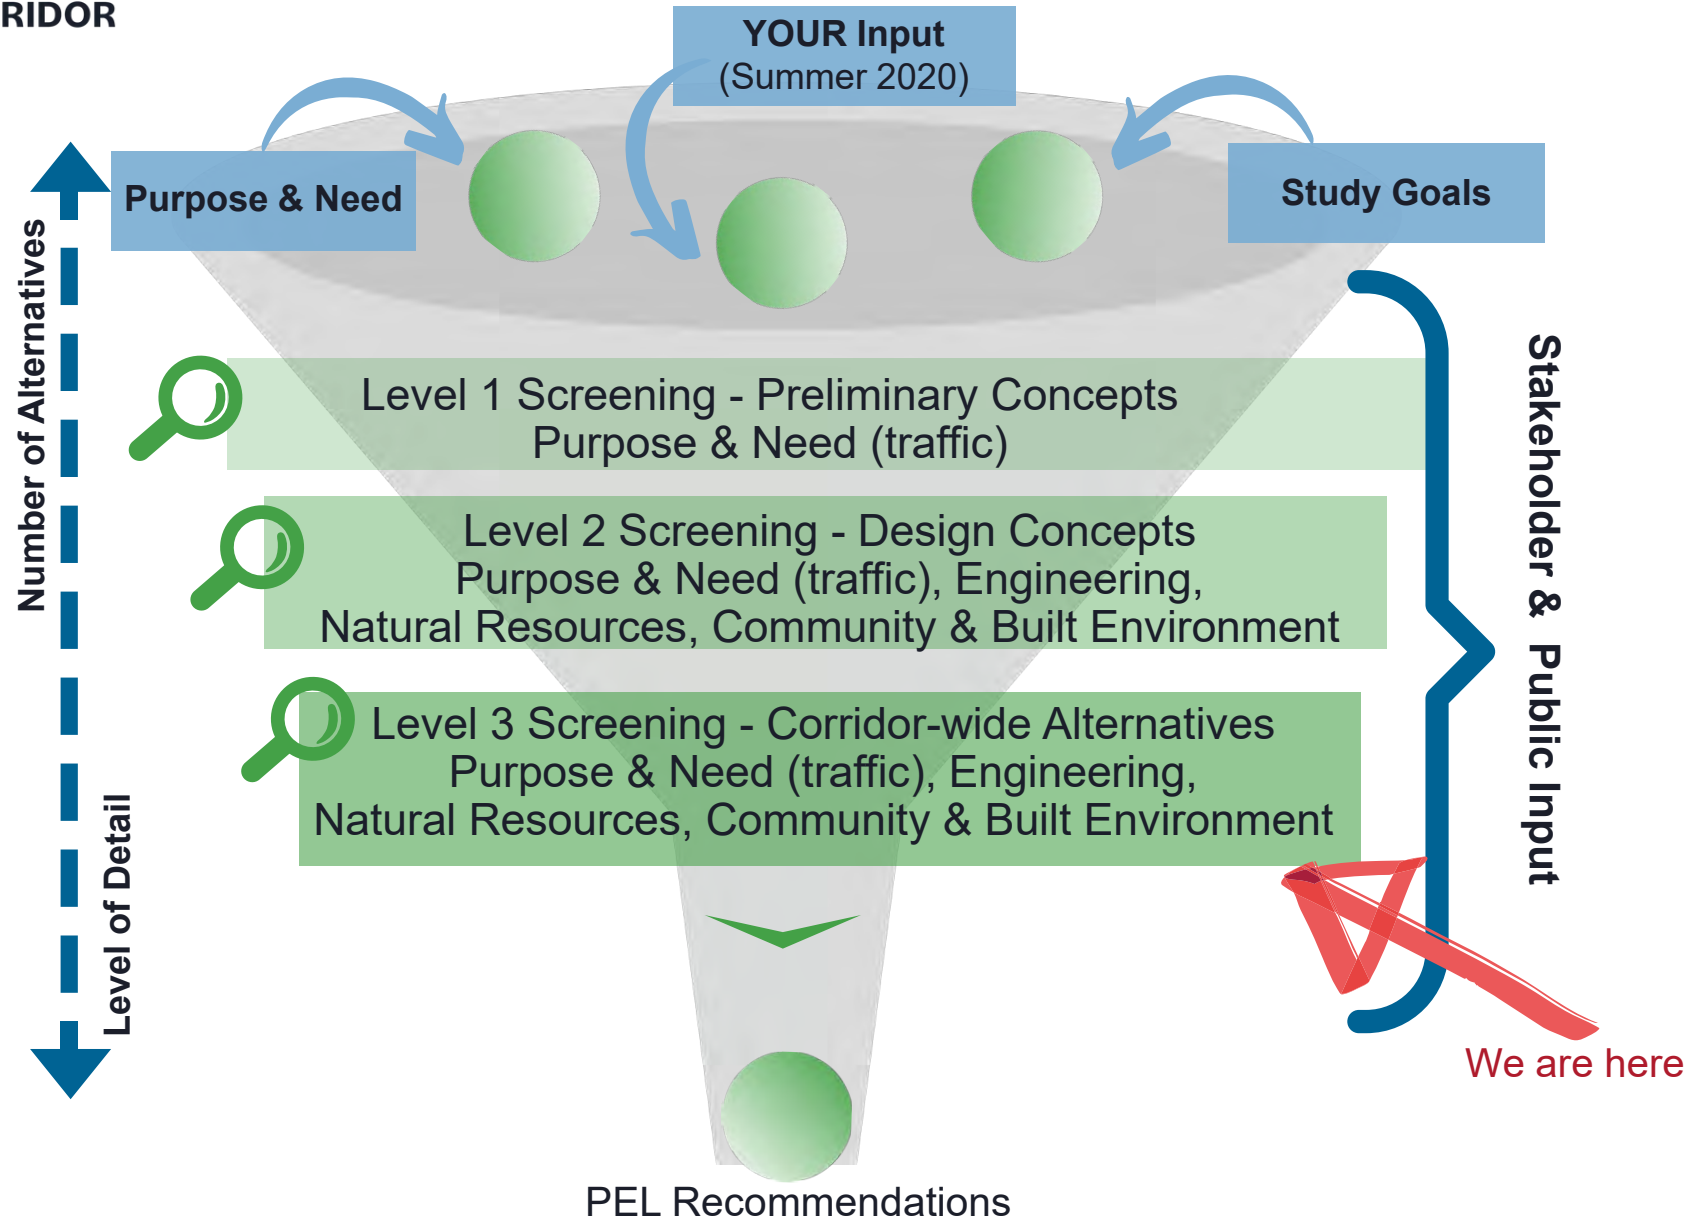 RIDOR
YOUR Input
(Summer 2020)
Purpose & Need
Study Goals
Number of Alternatives
Level of Detail
Level 1 Screening - Preliminary Concepts
Purpose & Need (traffic)
Level 2 Screening - Design Concepts
Purpose & Need (traffic), Engineering,
Natural Resources, Community & Built Environment
Level 3 Screening - Corridor-wide Alternatives
Purpose & Need (traffic), Engineering,
Natural Resources, Community & Built Environment
Stakeholder & Public Input
We are here
PEL Recommendations